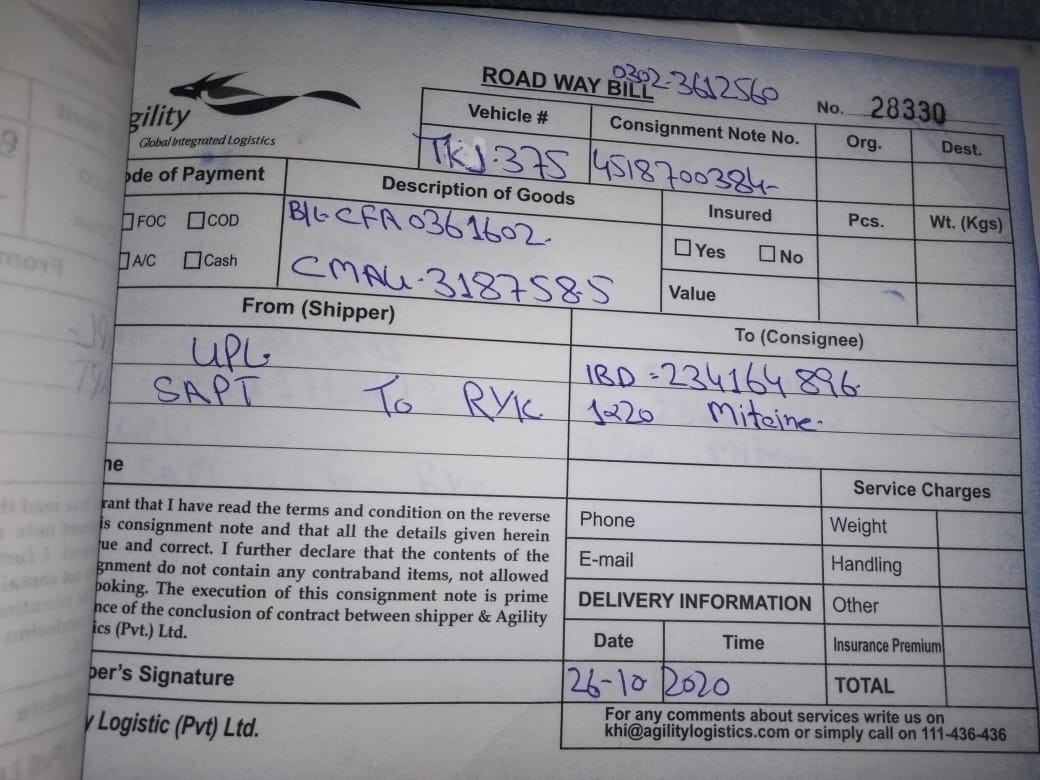 0302-3612560
ROAD WAY BILL
No. 28330
gility
Global Integrated Logistics
Vehicle #
Consignment Note No.
Org.
Dest.
TKJ-375
4518700384-
ode of Payment
Description of Goods
Insured
Pcs.
Wt. (Kgs)
FOC COD
B/L-CFA0361602.
Yes No
A/C Cash
CMAU-318758-5
Value
From (Shipper)
To (Consignee)
UPL.
IBD =234164896.
SAPT To RYK.
1x20
ne
Service Charges
rant that I have read the terms and condition on the reverse
is consignment note and that all the details given herein
ue and correct. I further declare that the contents of the
gnment do not contain any contraband items, not allowed
ooking. The execution of this consignment note is prime
nce of the conclusion of contract between shipper & Agility
ics (Pvt.) Ltd.
Phone
Weight
E-mail
Handling
DELIVERY INFORMATION
Other
Date
Time
Insurance Premium
per's Signature
26-10 2020
TOTAL
y Logistic (Pvt) Ltd.
For any comments about services write us on
khi@agilitylogistics.com or simply call on 111-436-436